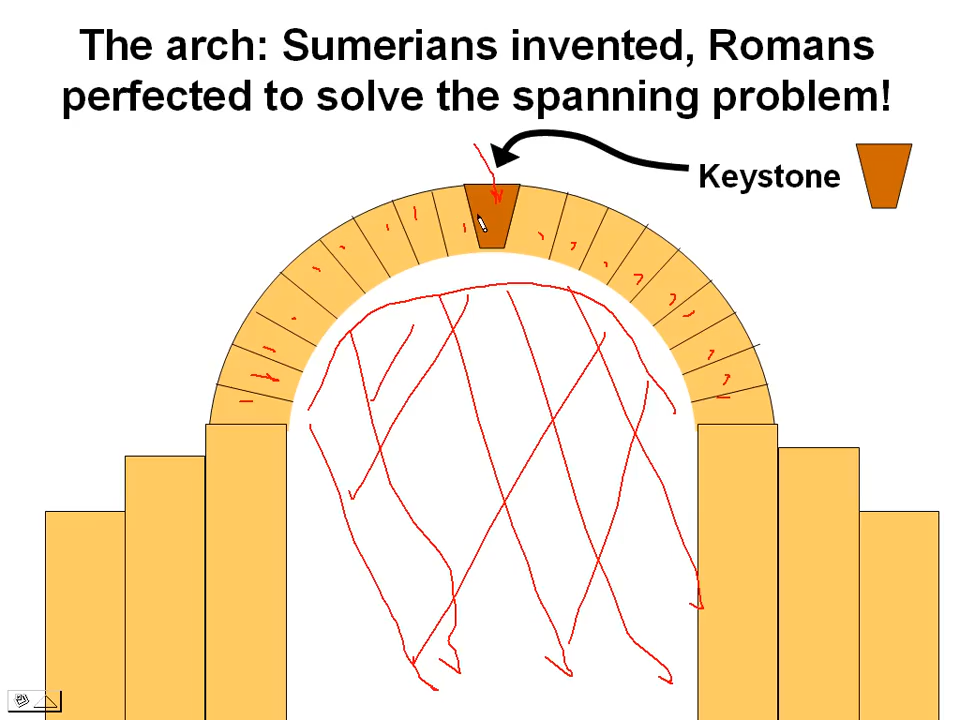 The arch: Sumerians invented, Romans
perfected to solve the spanning problem!
Keystone